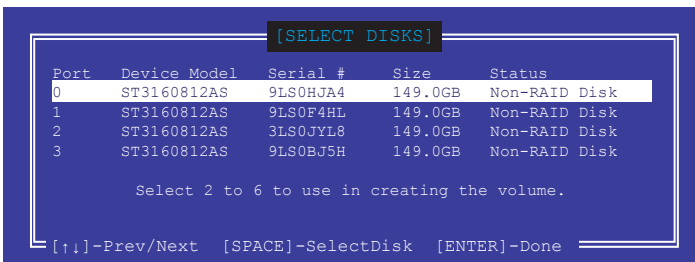 [SELECT DISKS]
Port Device Model Serial # Size Status
0 ST3160812AS 9LS0HJA4 149.0GB Non-RAID Disk
1 ST3160812AS 9LS0F4HL 149.0GB Non-RAID Disk
2 ST3160812AS 3LS0JYL8 149.0GB Non-RAID Disk
3 ST3160812AS 9LS0BJ5H 149.0GB Non-RAID Disk
Select 2 to 6 to use in creating the volume.
[↑↓]-Prev/Next [SPACE]-SelectDisk [ENTER]-Done